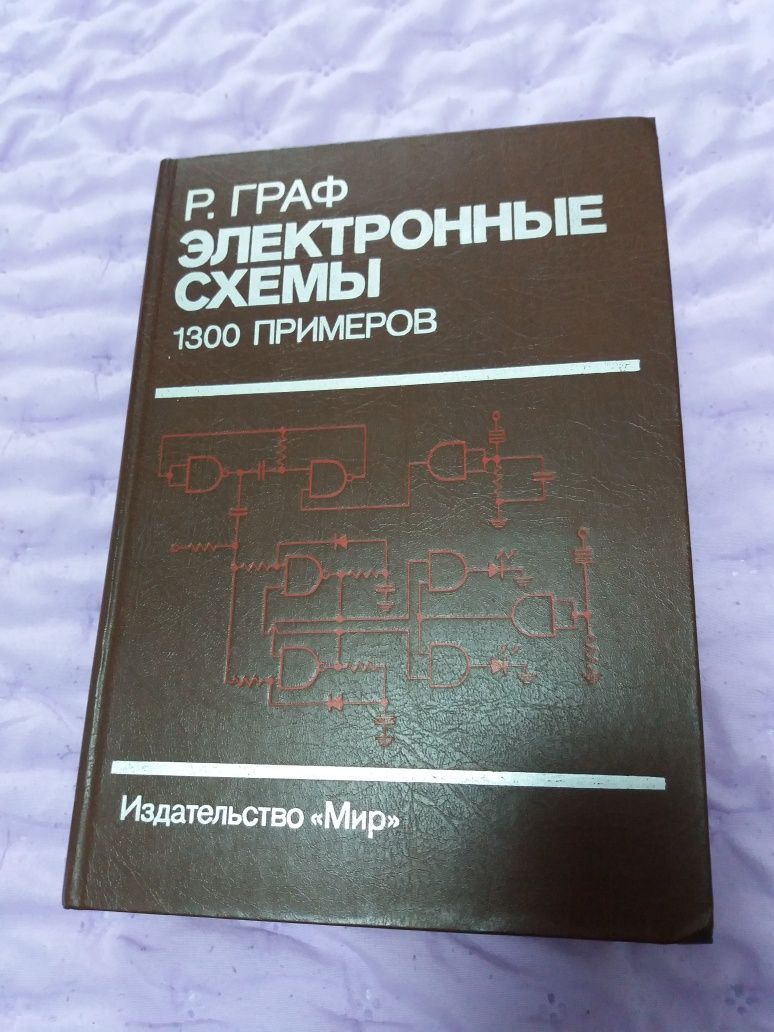 Р. ГРАФ
ЭЛЕКТРОННЫЕ
СХЕМЫ
1300 ПРИМЕРОВ
Издательство «Мир»